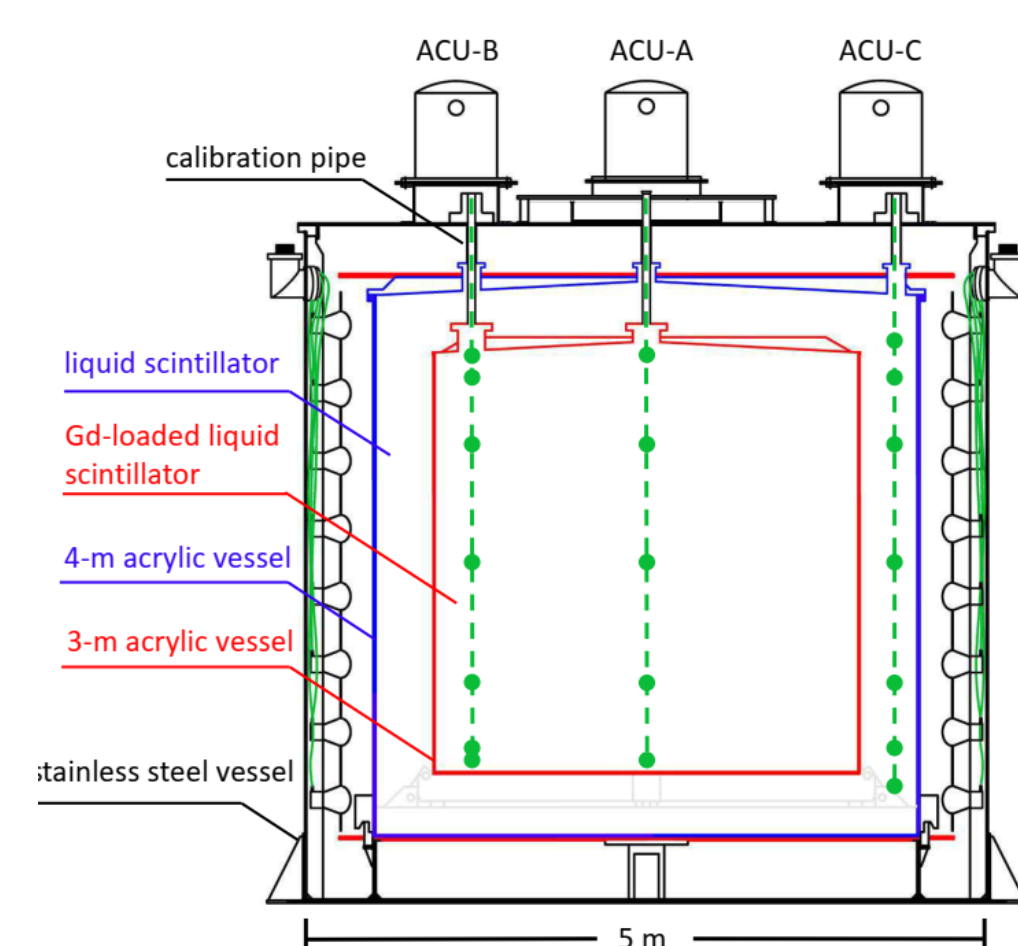 ACU-B
ACU-A
ACU-C
calibration pipe
liquid scintillator
Gd-loaded liquid
scintillator
4-m acrylic vessel
3-m acrylic vessel
tainless steel vessel
5 m